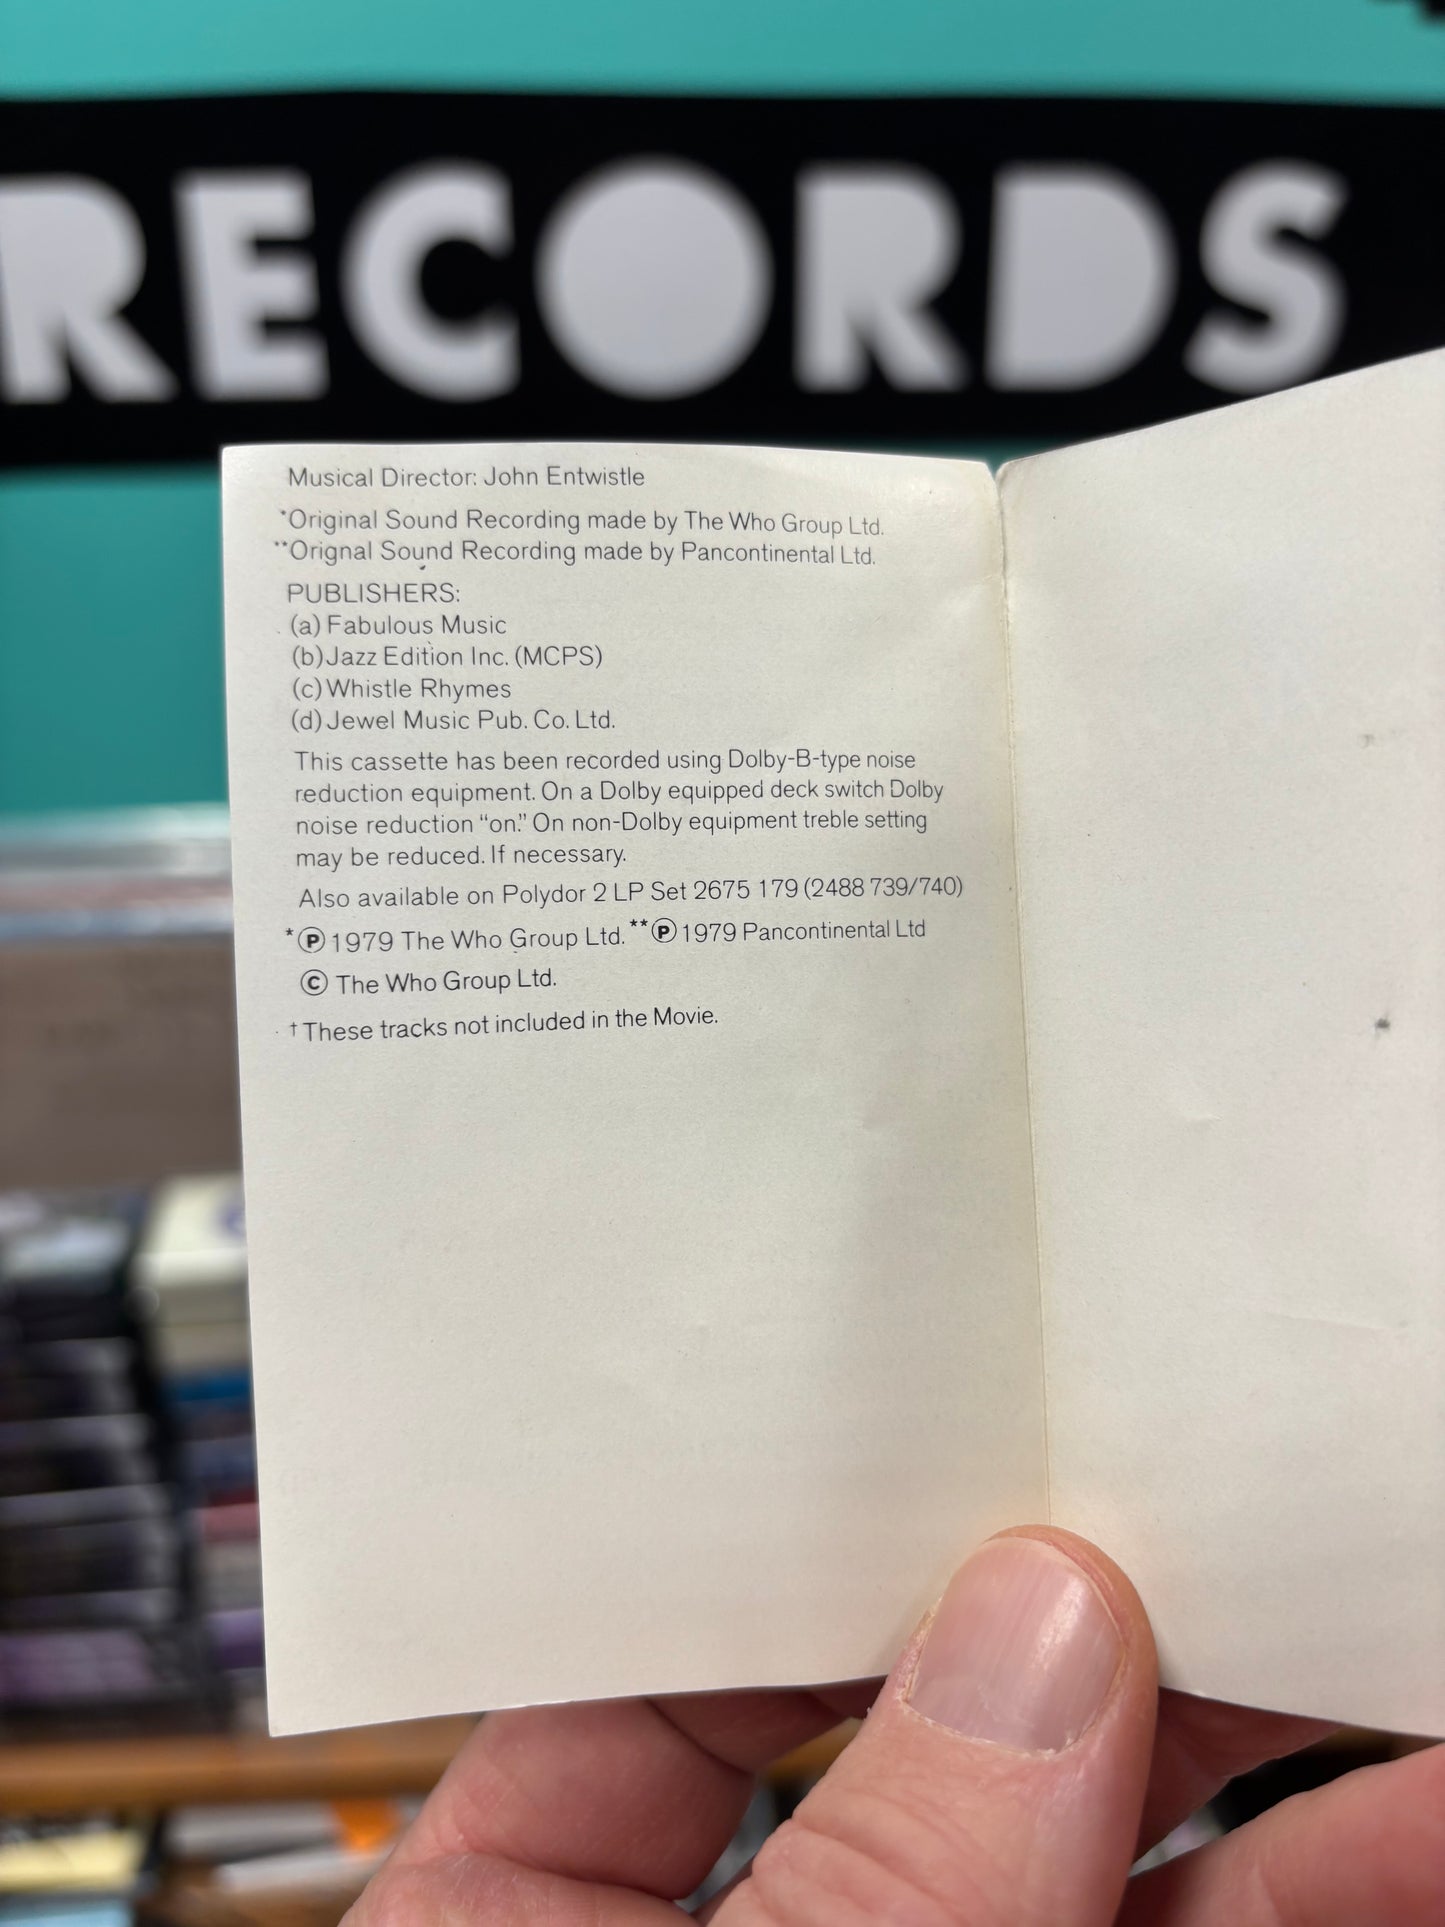 RECORDS
Musical Director: John Entwistle
*Original Sound Recording made by The Who Group Ltd.
**Orignal Sound Recording made by Pancontinental Ltd.
PUBLISHERS:
(a) Fabulous Music
(b) Jazz Edition Inc. (MCPS)
(c) Whistle Rhymes
(d) Jewel Music Pub. Co. Ltd.
This cassette has been recorded using Dolby-B-type noise
reduction equipment. On a Dolby equipped deck switch Dolby
noise reduction “on.” On non-Dolby equipment treble setting
may be reduced. If necessary.
Also available on Polydor 2 LP Set 2675 179 (2488 739/740)
*Ⓟ 1979 The Who Group Ltd. **Ⓟ 1979 Pancontinental Ltd
© The Who Group Ltd.
† These tracks not included in the Movie.